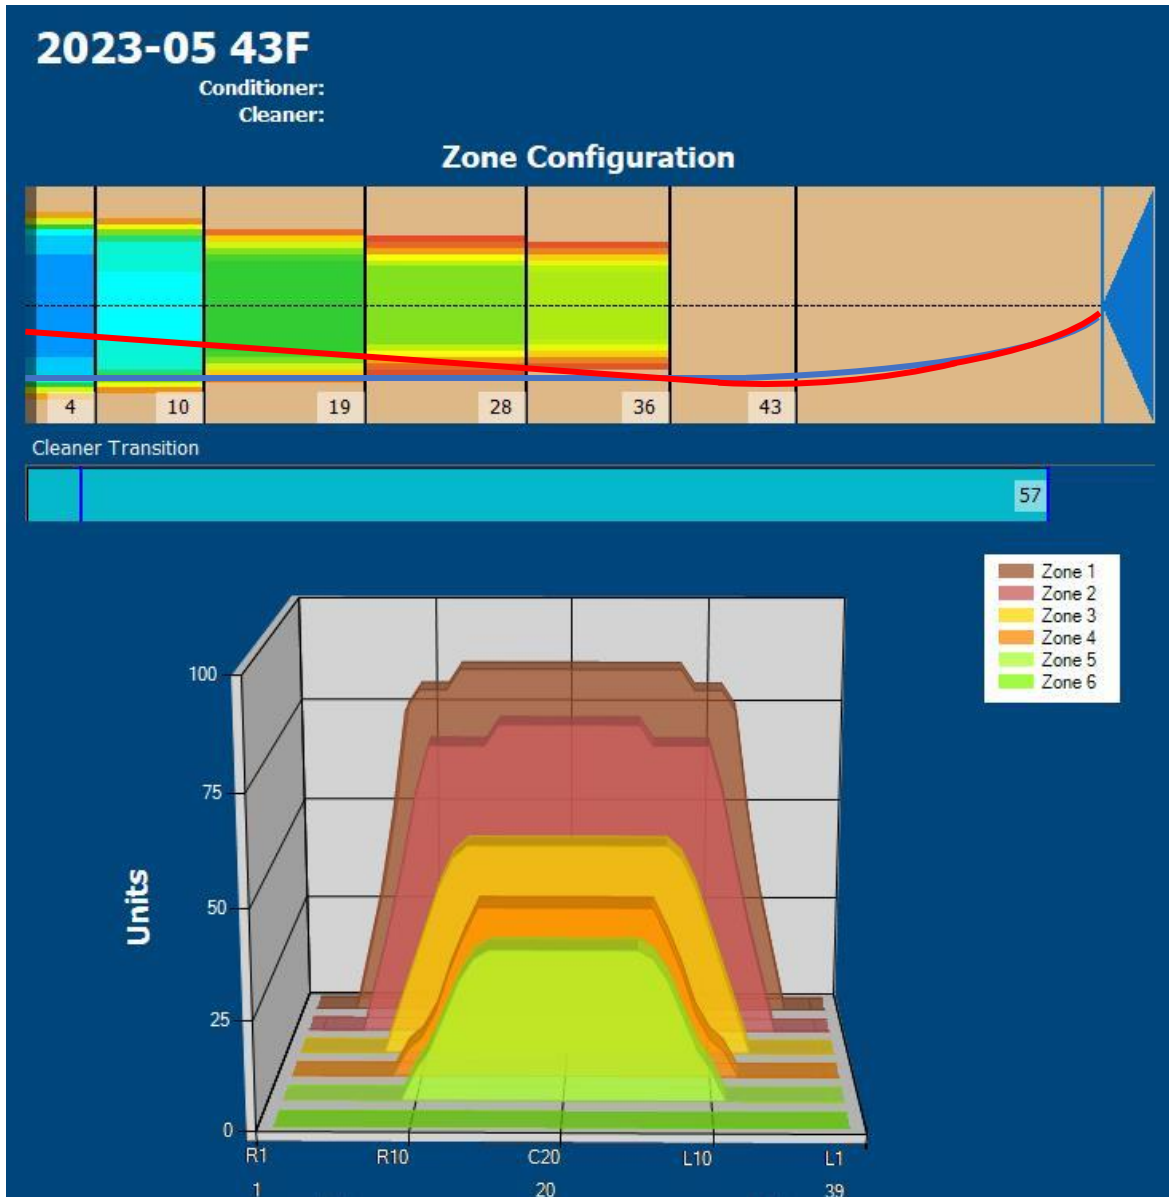 2023-05 43F
Conditioner:
Cleaner:
Zone Configuration
4 10 19 28 36 43
Cleaner Transition
57
Zone 1
Zone 2
Zone 3
Zone 4
Zone 5
Zone 6
100
75
50
25
0
Units
R1 R10 C20 L10 L1
1 20 39